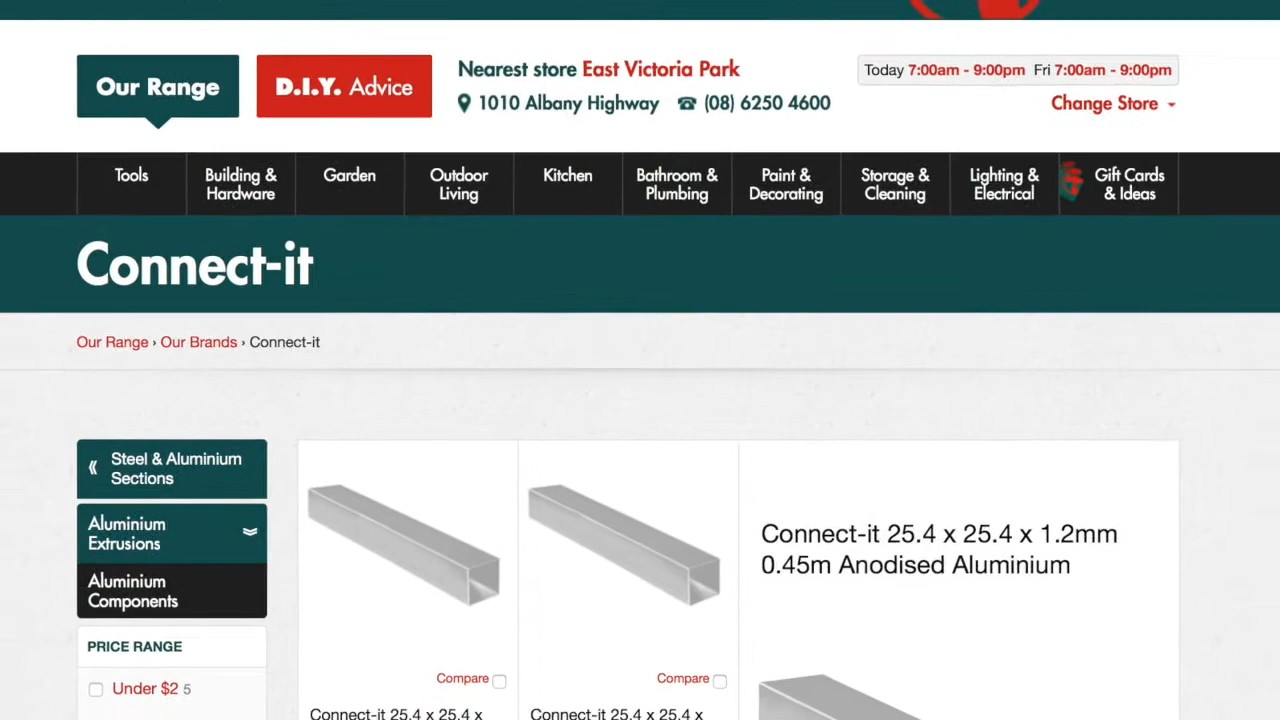 Our Range
D.I.Y. Advice
Nearest store East Victoria Park
1010 Albany Highway (08) 6250 4600
Today 7:00am - 9:00pm Fri 7:00am - 9:00pm
Change Store
Tools
Building &
Hardware
Garden
Outdoor
Living
Kitchen
Bathroom &
Plumbing
Paint &
Decorating
Storage &
Cleaning
Lighting &
Electrical
Gift Cards
& Ideas
Connect-it
Our Range › Our Brands › Connect-it
Steel & Aluminium
Sections
Aluminium
Extrusions
Aluminium
Components
PRICE RANGE
Under $2 5
Compare
Connect-it 25.4 x 25.4 x
Compare
Connect-it 25.4 x 25.4 x
Connect-it 25.4 x 25.4 x 1.2mm
0.45m Anodised Aluminium